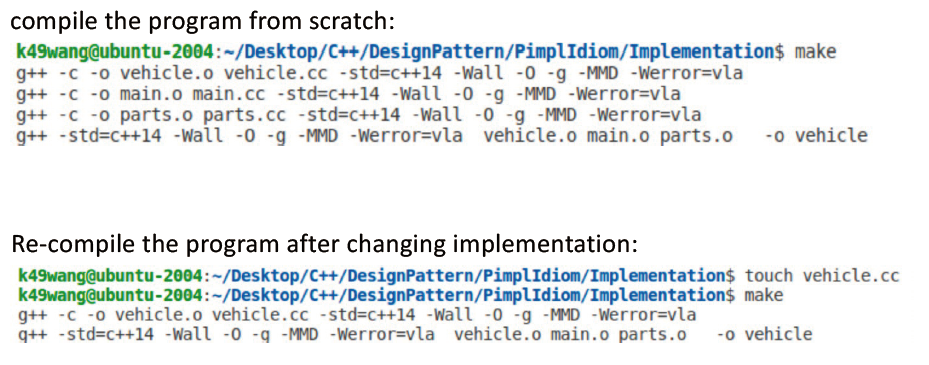 compile the program from scratch:
k49wang@ubuntu-2004:~/Desktop/C++/DesignPattern/PimplIdiom/Implementation$ make
g++ -c -o vehicle.o vehicle.cc -std=c++14 -Wall -O -g -MMD -Werror=vla
g++ -c -o main.o main.cc -std=c++14 -Wall -O -g -MMD -Werror=vla
g++ -c -o parts.o parts.cc -std=c++14 -Wall -O -g -MMD -Werror=vla
g++ -std=c++14 -Wall -O -g -MMD -Werror=vla  vehicle.o main.o parts.o   -o vehicle
Re-compile the program after changing implementation:
k49wang@ubuntu-2004:~/Desktop/C++/DesignPattern/PimplIdiom/Implementation$ touch vehicle.cc
k49wang@ubuntu-2004:~/Desktop/C++/DesignPattern/PimplIdiom/Implementation$ make
g++ -c -o vehicle.o vehicle.cc -std=c++14 -Wall -O -g -MMD -Werror=vla
g++ -std=c++14 -Wall -O -g -MMD -Werror=vla  vehicle.o main.o parts.o   -o vehicle